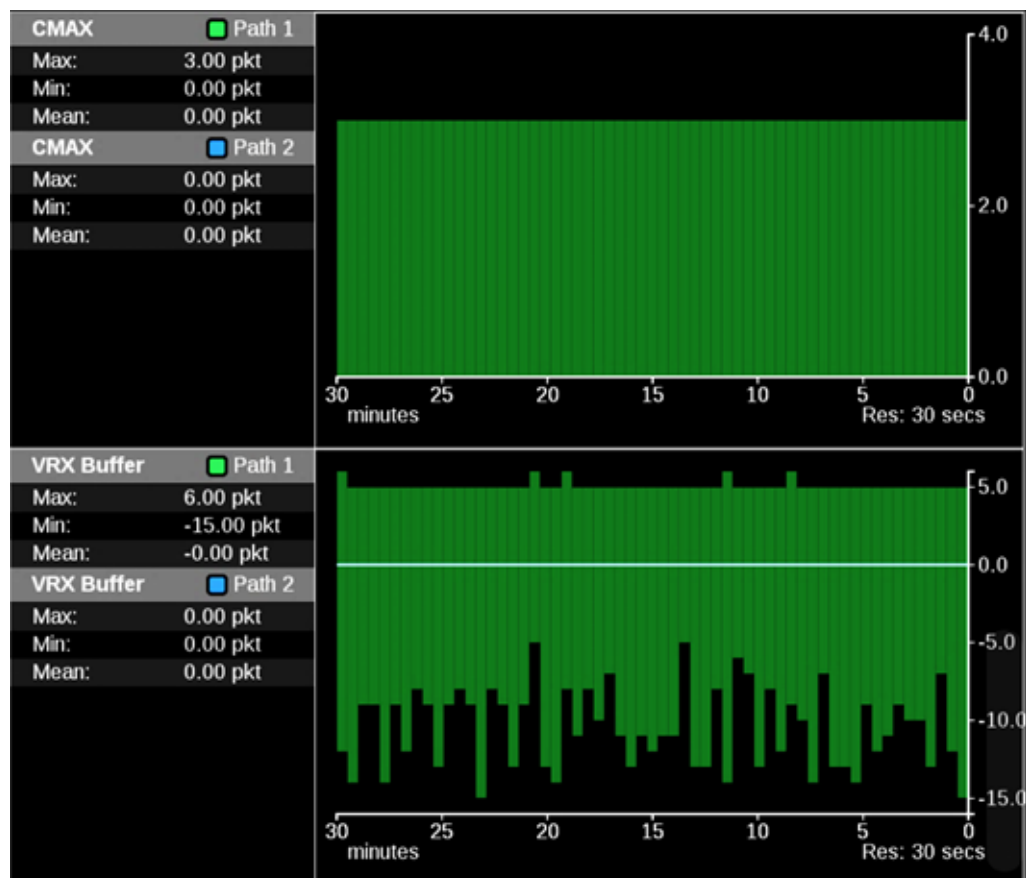 CMAX Path 1
Max: 3.00 pkt
Min: 0.00 pkt
Mean: 0.00 pkt
CMAX Path 2
Max: 0.00 pkt
Min: 0.00 pkt
Mean: 0.00 pkt
4.0
2.0
0.0
30 25 20 15 10 5 0
minutes Res: 30 secs
VRX Buffer Path 1
Max: 6.00 pkt
Min: -15.00 pkt
Mean: -0.00 pkt
VRX Buffer Path 2
Max: 0.00 pkt
Min: 0.00 pkt
Mean: 0.00 pkt
5.0
0.0
-5.0
-10.0
-15.0
30 25 20 15 10 5 0
minutes Res: 30 secs